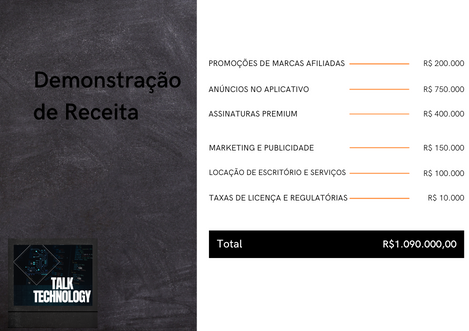 Demonstração
de Receita
PROMOÇÕES DE MARCAS AFILIADAS R$ 200.000
ANÚNCIOS NO APLICATIVO R$ 750.000
ASSINATURAS PREMIUM R$ 400.000
MARKETING E PUBLICIDADE R$ 150.000
LOCAÇÃO DE ESCRITÓRIO E SERVIÇOS R$ 100.000
TAXAS DE LICENÇA E REGULATÓRIAS R$ 10.000
Total R$1.090.000,00
TALK
TECHNOLOGY